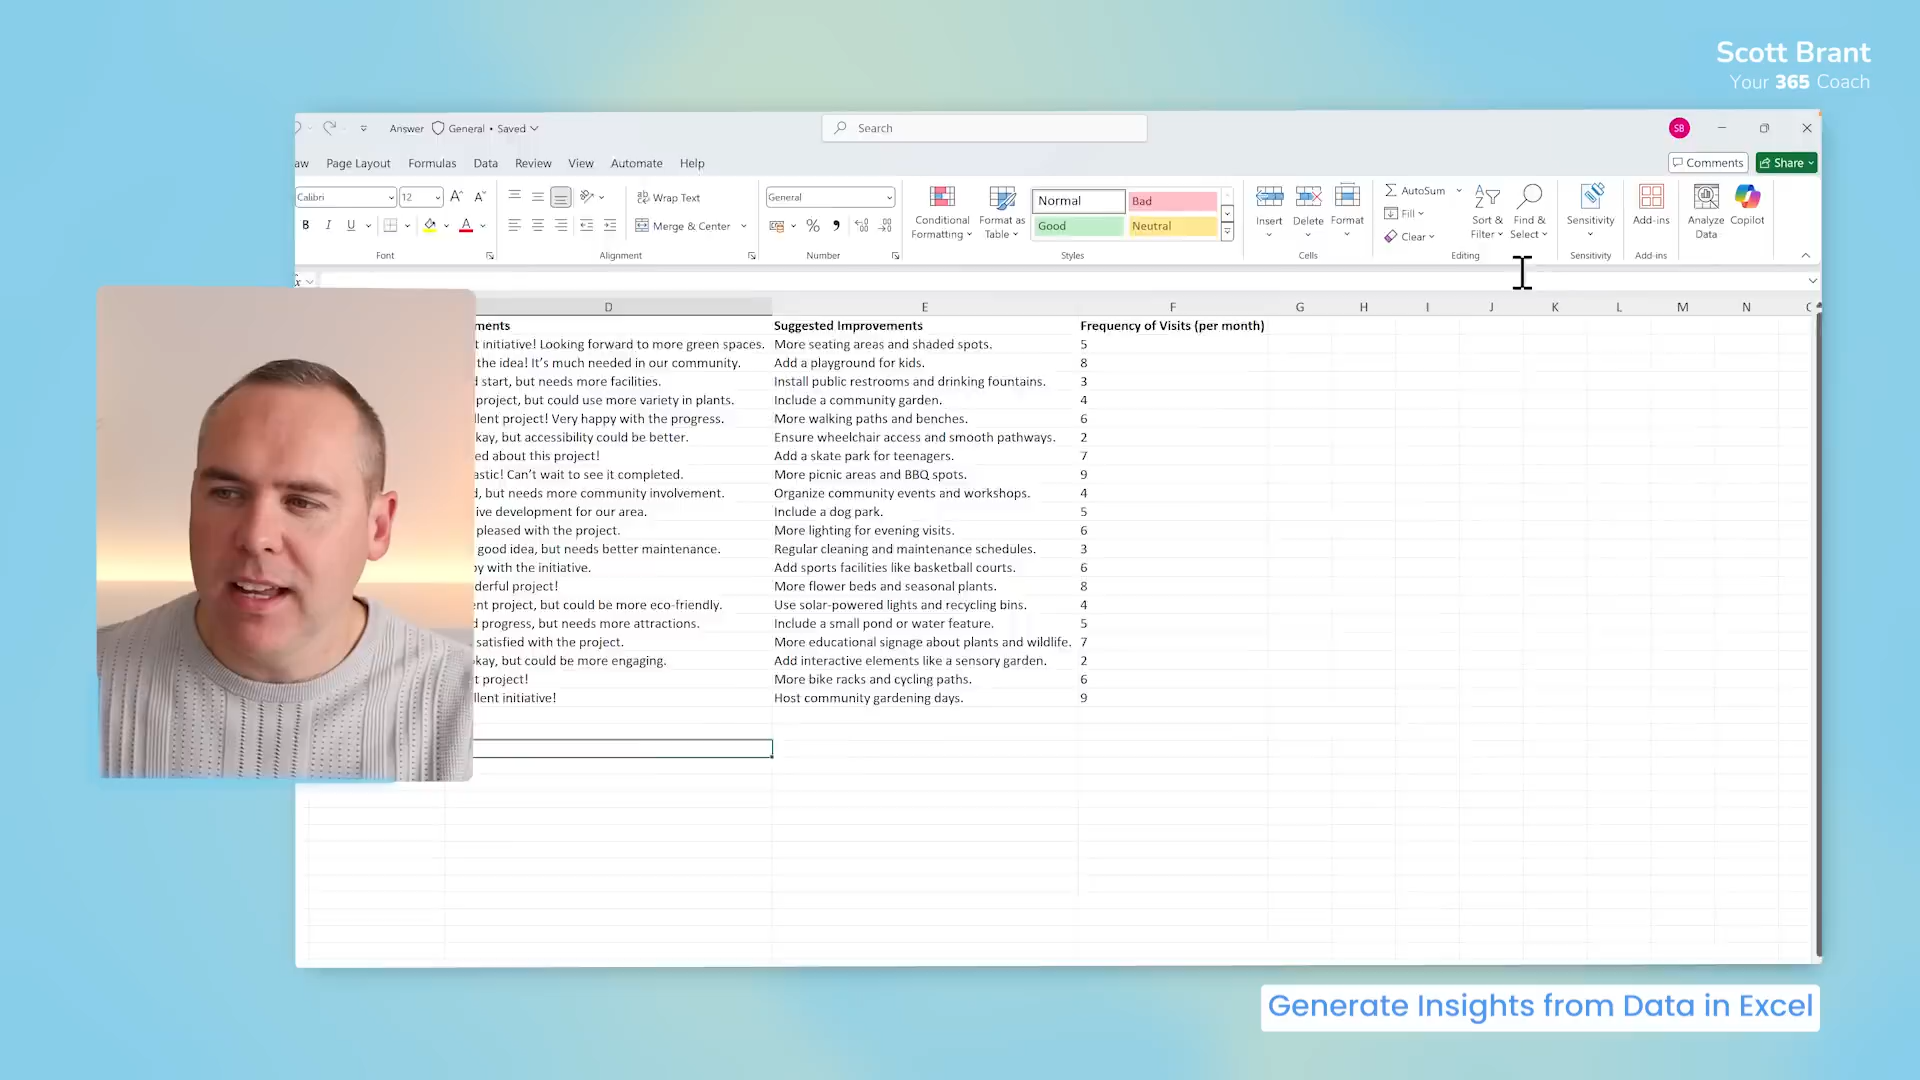 Scott Brant
Your 365 Coach
Answer General • Saved
Search
SB
Page Layout Formulas Data Review View Automate Help
Comments Share
Calibri 12 Wrap Text General Normal Bad AutoSum
B I U Merge & Center % Conditional Formatting Format as Table Good Neutral Insert Delete Format Fill Clear Sort & Filter Find & Select Sensitivity Add-ins Analyze Data Copilot
Font Alignment Number Styles Cells Editing Sensitivity Add-ins
D E F G H I J K L M N
Suggested Improvements Frequency of Visits (per month)
initiative! Looking forward to more green spaces. More seating areas and shaded spots. 5
the idea! It's much needed in our community. Add a playground for kids. 8
start, but needs more facilities. Install public restrooms and drinking fountains. 3
project, but could use more variety in plants. Include a community garden. 4
project! Very happy with the progress. More walking paths and benches. 6
but accessibility could be better. Ensure wheelchair access and smooth pathways. 2
about this project! Add a skate park for teenagers. 7
Can't wait to see it completed. More picnic areas and BBQ spots. 9
but needs more community involvement. Organize community events and workshops. 4
development for our area. Include a dog park. 5
pleased with the project. More lighting for evening visits. 6
good idea, but needs better maintenance. Regular cleaning and maintenance schedules. 3
with the initiative. Add sports facilities like basketball courts. 6
project! More flower beds and seasonal plants. 8
project, but could be more eco-friendly. Use solar-powered lights and recycling bins. 4
progress, but needs more attractions. Include a small pond or water feature. 5
satisfied with the project. More educational signage about plants and wildlife. 7
but could be more engaging. Add interactive elements like a sensory garden. 2
project! More bike racks and cycling paths. 6
initiative! Host community gardening days. 9
Generate Insights from Data in Excel